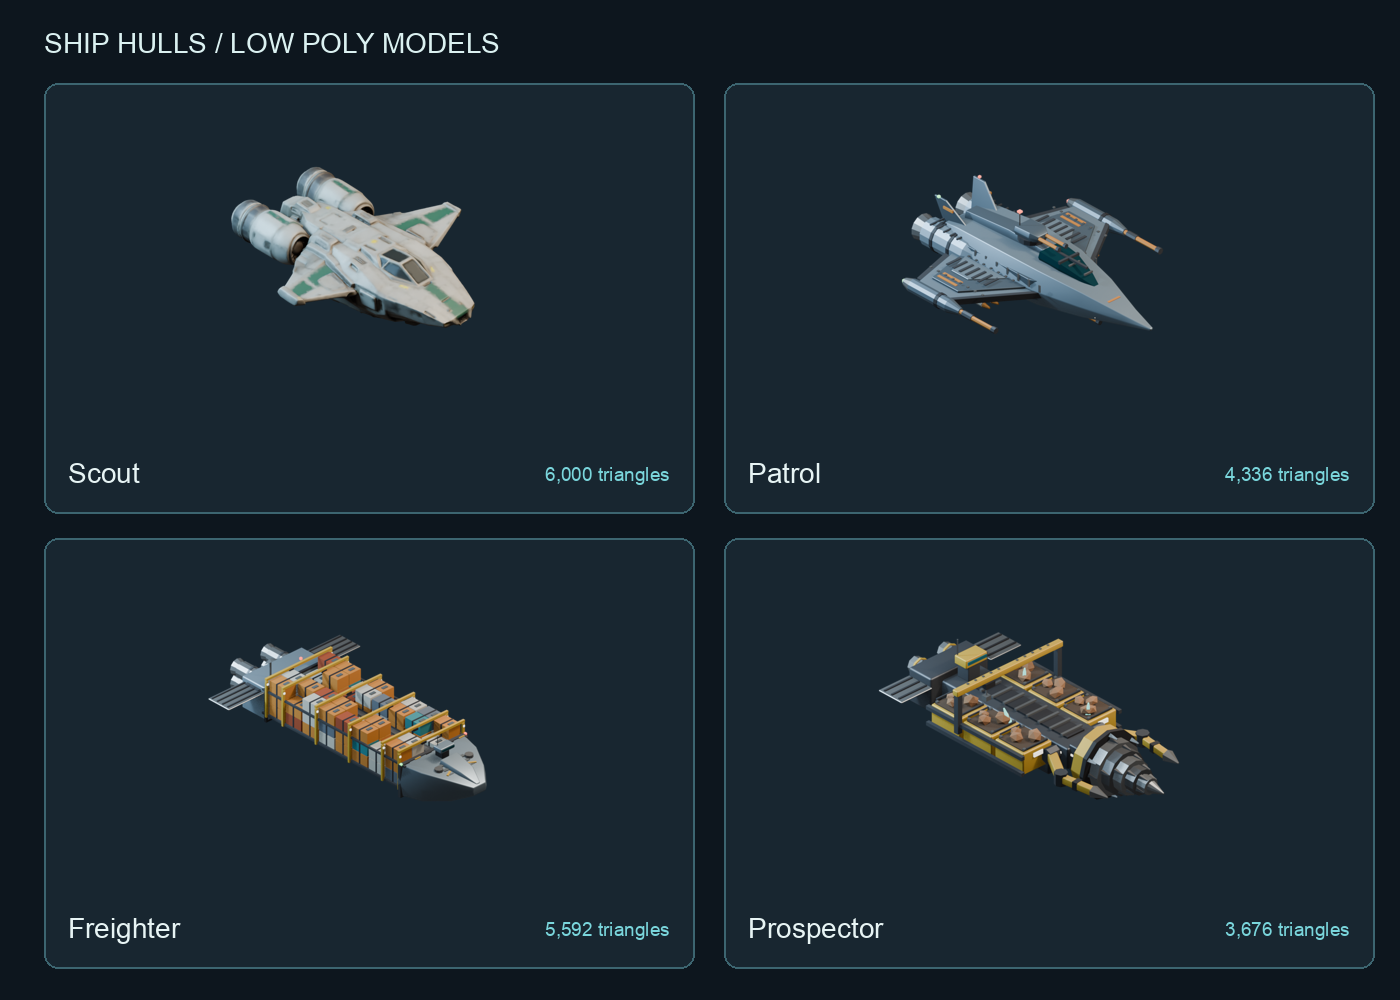 SHIP HULLS / LOW POLY MODELS
Scout
6,000 triangles
Patrol
4,336 triangles
Freighter
5,592 triangles
Prospector
3,676 triangles